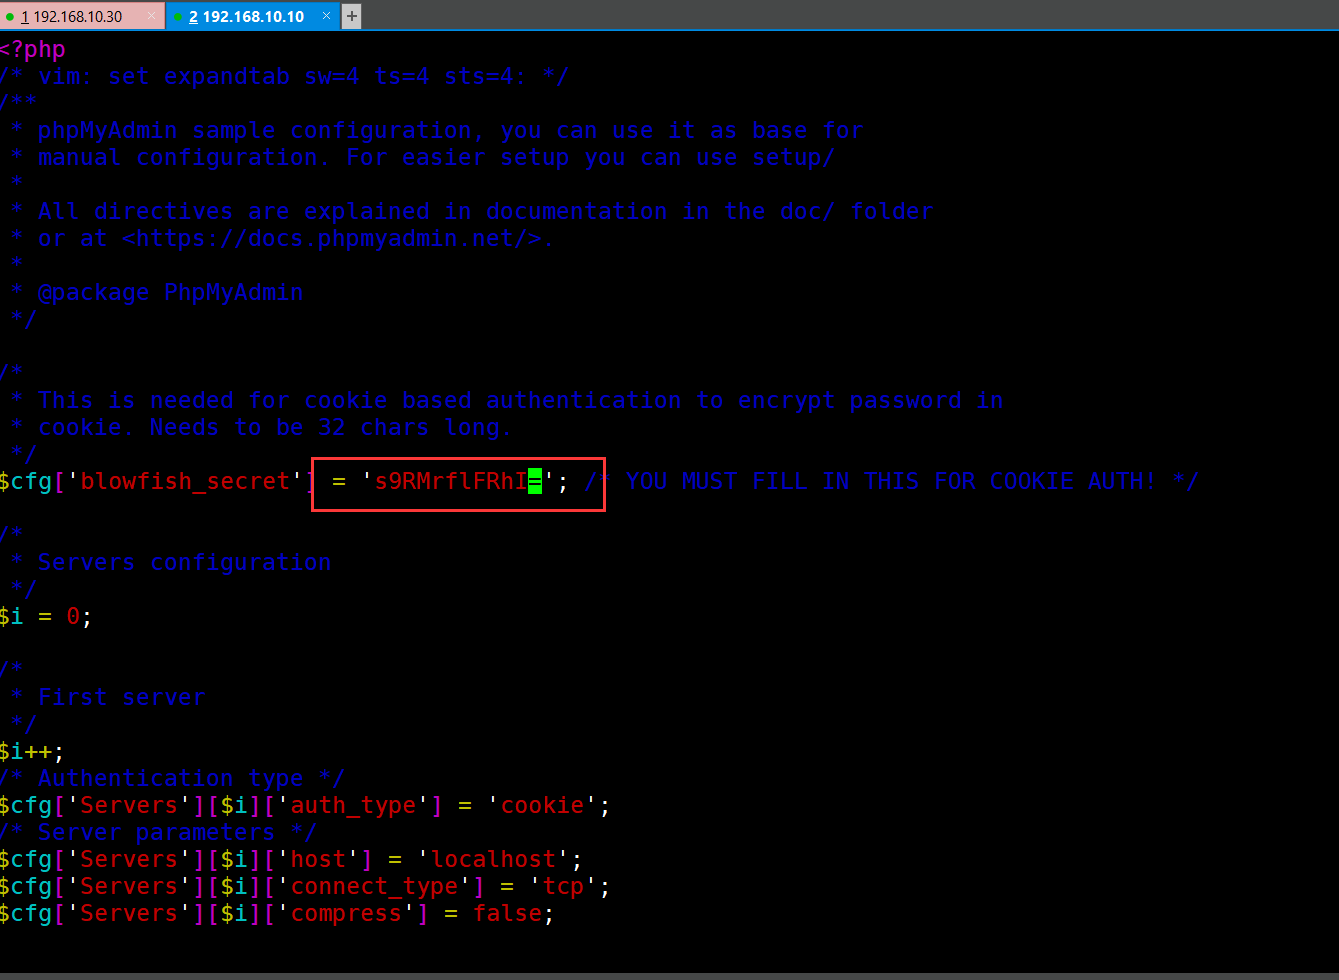 1 192.168.10.30 × 2 192.168.10.10 × +
<?php
/* vim: set expandtab sw=4 ts=4 sts=4: */
/**
 * phpMyAdmin sample configuration, you can use it as base for
 * manual configuration. For easier setup you can use setup/
 *
 * All directives are explained in documentation in the doc/ folder
 * or at <https://docs.phpmyadmin.net/>.
 *
 * @package PhpMyAdmin
 */
/*
 * This is needed for cookie based authentication to encrypt password in
 * cookie. Needs to be 32 chars long.
 */
$cfg['blowfish_secret'] = 's9RMrflFRhI='; /* YOU MUST FILL IN THIS FOR COOKIE AUTH! */
/*
 * Servers configuration
 */
$i = 0;
/*
 * First server
 */
$i++;
/* Authentication type */
$cfg['Servers'][$i]['auth_type'] = 'cookie';
/* Server parameters */
$cfg['Servers'][$i]['host'] = 'localhost';
$cfg['Servers'][$i]['connect_type'] = 'tcp';
$cfg['Servers'][$i]['compress'] = false;